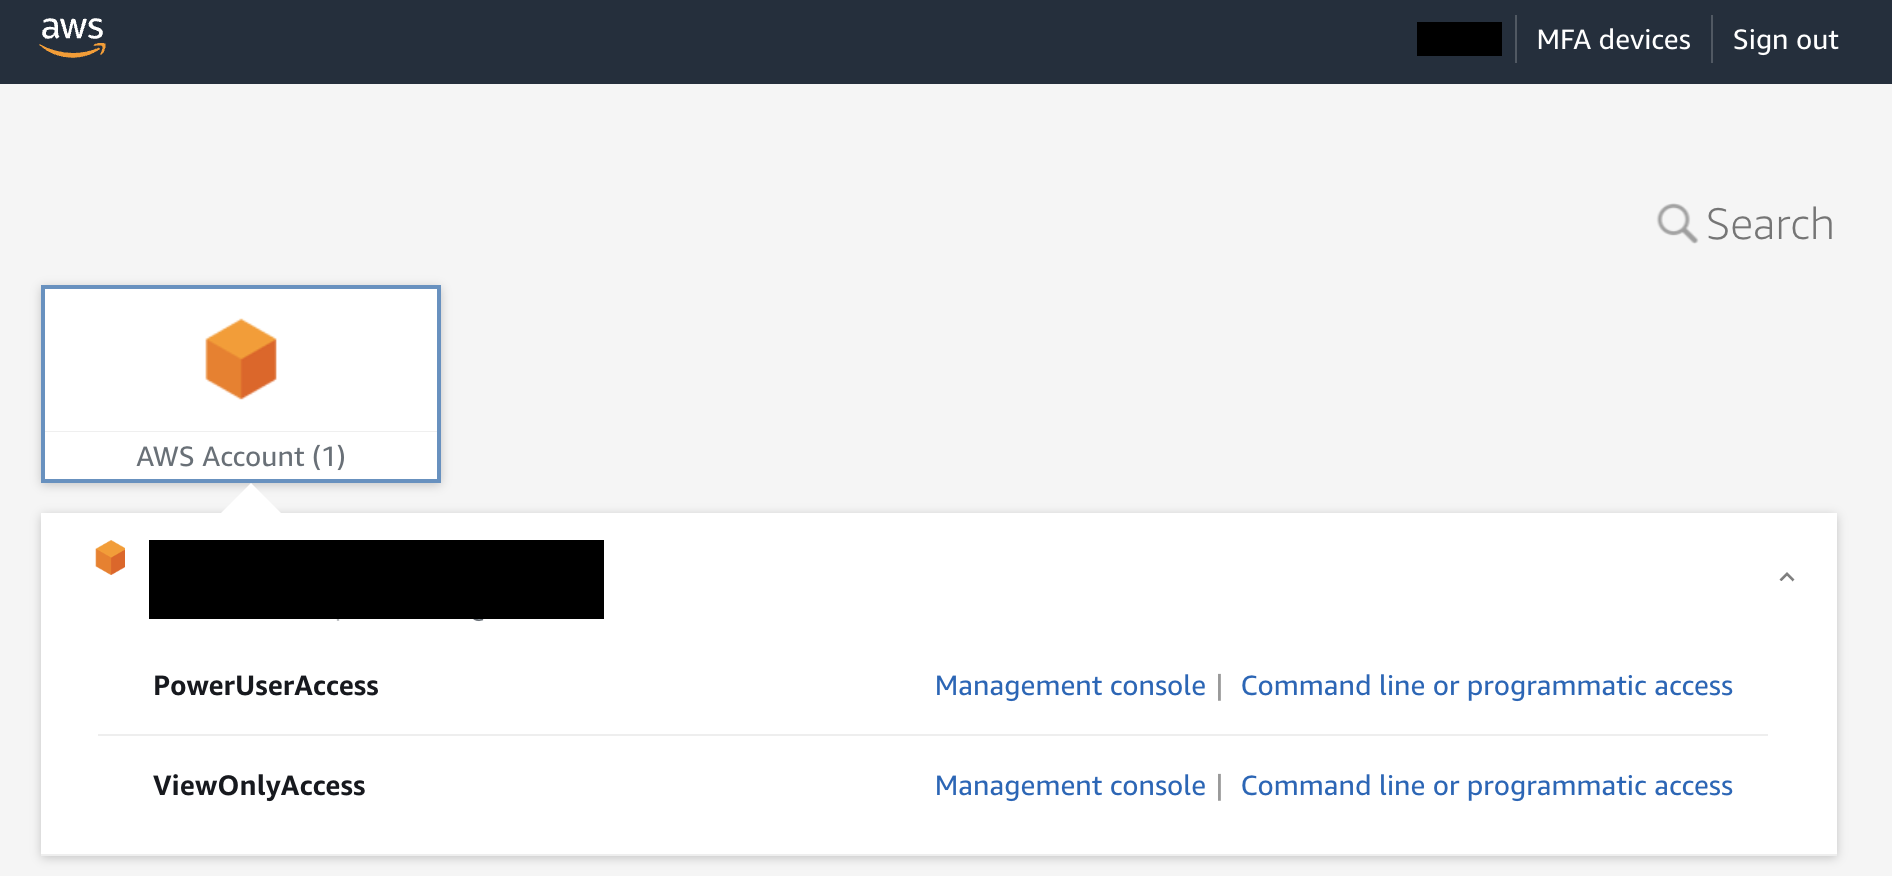 aws
MFA devices
Sign out
Search
AWS Account (1)
PowerUserAccess
Management console | Command line or programmatic access
ViewOnlyAccess
Management console | Command line or programmatic access